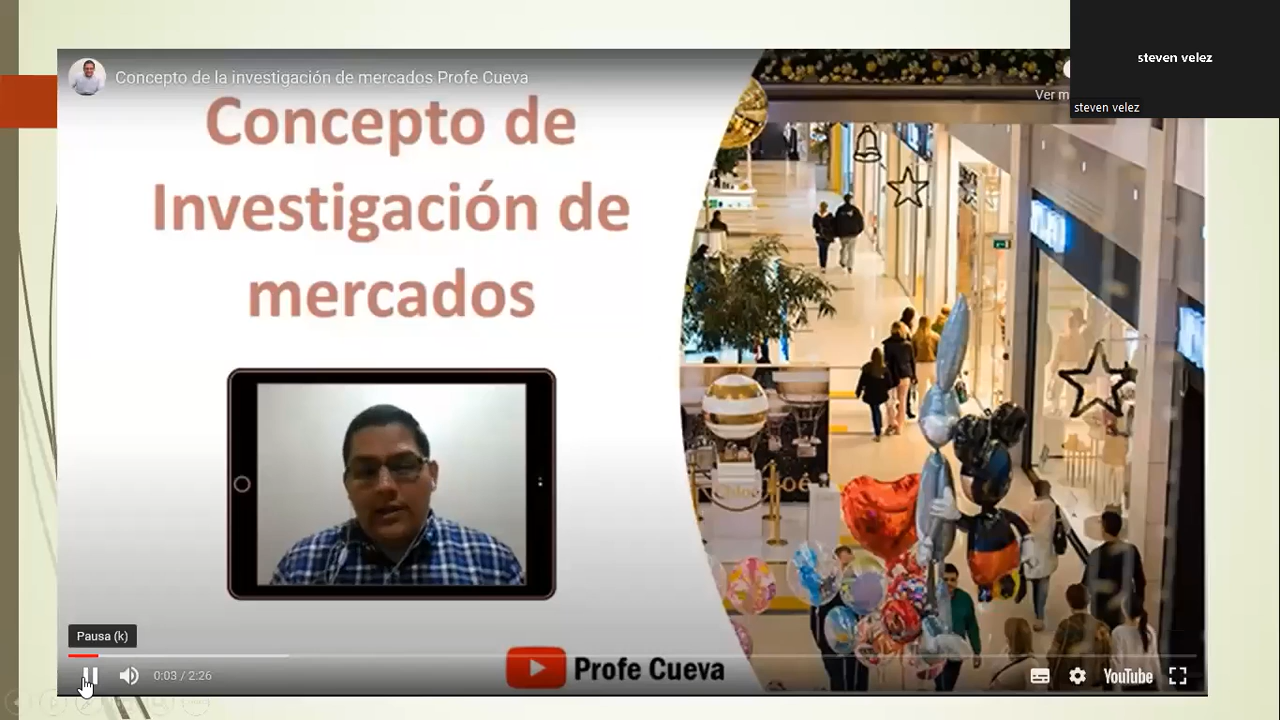 steven velez
steven velez
Concepto de la investigación de mercados Profe Cueva
Ver m
Concepto de
Investigación de
mercados
Pausa (k)
0:03 / 2:26
Profe Cueva
YouTube